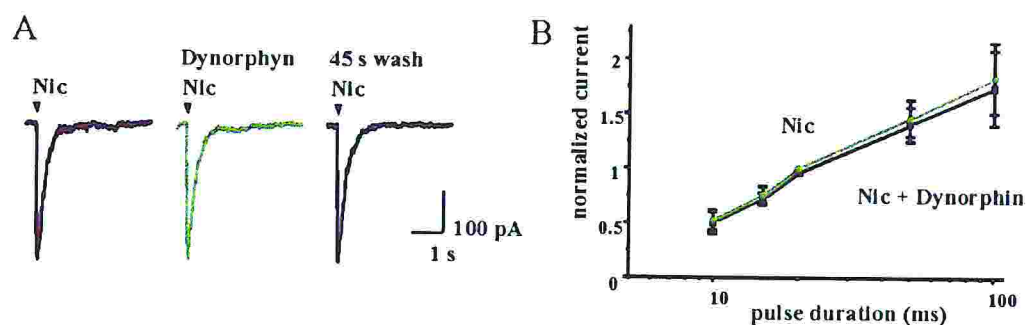 A
Dynorphyn 45 s wash
Nic Nic Nic
100 pA
1 s
B
normalized current
2
1.5
1
0.5
0
Nic
Nic + Dynorphin
10 100
pulse duration (ms)